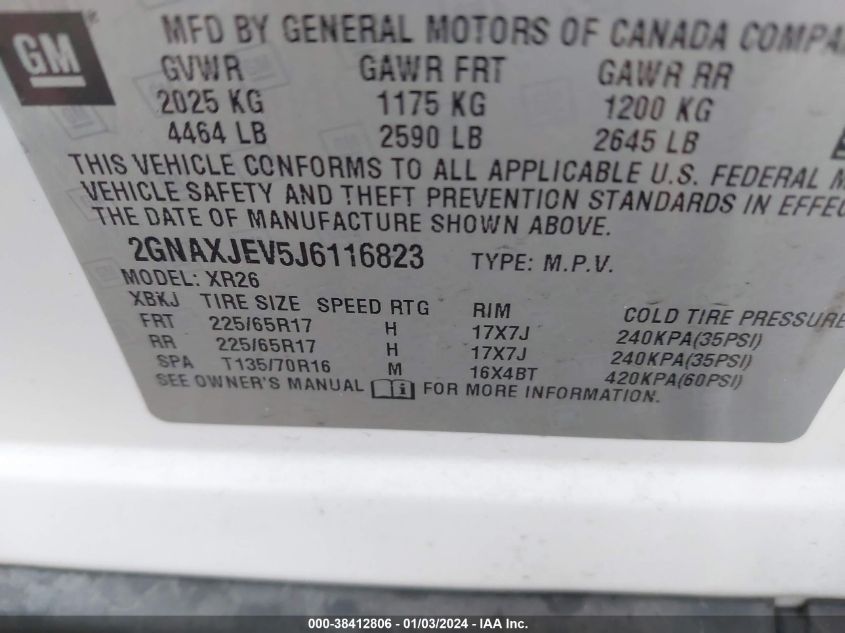 GM ®
MFD BY GENERAL MOTORS OF CANADA
GVWR GAWR FRT GAWR RR
2025 KG 1175 KG 1200 KG
4464 LB 2590 LB 2645 LB
THIS VEHICLE CONFORMS TO ALL APPLICABLE U.S. FEDERAL
VEHICLE SAFETY AND THEFT PREVENTION STANDARDS IN
THE DATE OF MANUFACTURE SHOWN ABOVE.
2GNAXJEV5J6116823 TYPE: M.P.V.
MODEL: XR26
XBKJ TIRE SIZE SPEED RTG RIM COLD TIRE PRESSURE
FRT 225/65R17 H 17X7J 240KPA(35PSI)
RR 225/65R17 H 17X7J 240KPA(35PSI)
SPA T135/70R16 M 16X4BT 420KPA(60PSI)
SEE OWNER'S MANUAL FOR MORE INFORMATION.
000-38412806 - 01/03/2024 - IAA Inc.